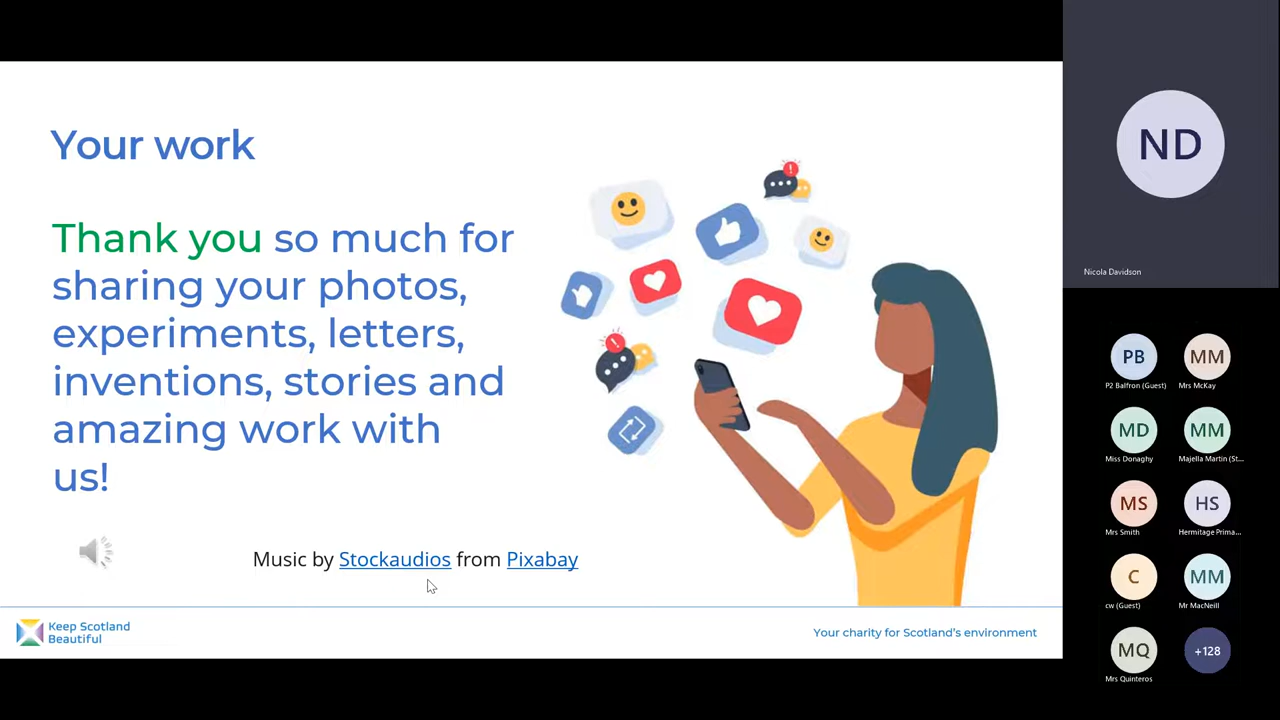 Your work
Thank you so much for
sharing your photos,
experiments, letters,
inventions, stories and
amazing work with
us!
Music by Stockaudios from Pixabay
Keep Scotland
Beautiful
Your charity for Scotland's environment
ND
Nicola Davidson
PB
P2 Balfron (Guest)
MM
Mrs McKay
MD
Miss Donaghy
MM
Majella Martin (St...
MS
Mrs Smith
HS
Hermitage Prima...
C
cw (Guest)
MM
Mr MacNeill
MQ
Mrs Quinteros
+128